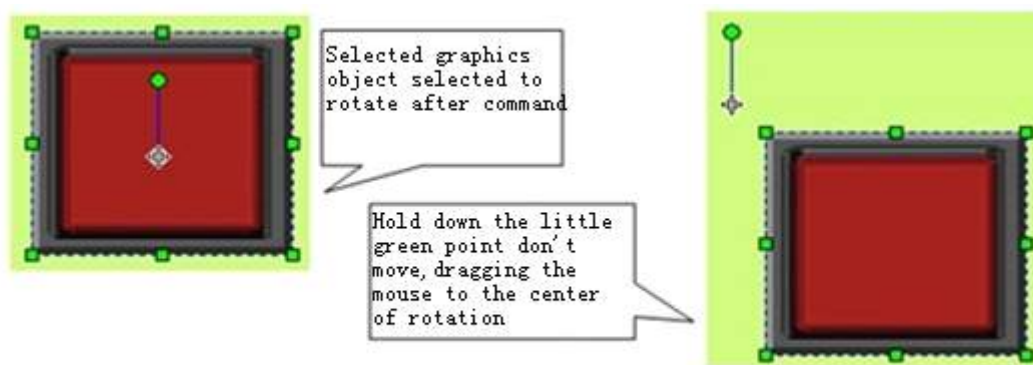 Selected graphics
object selected to
rotate after command
Hold down the little
green point don't
move,dragging the
mouse to the center
of rotation